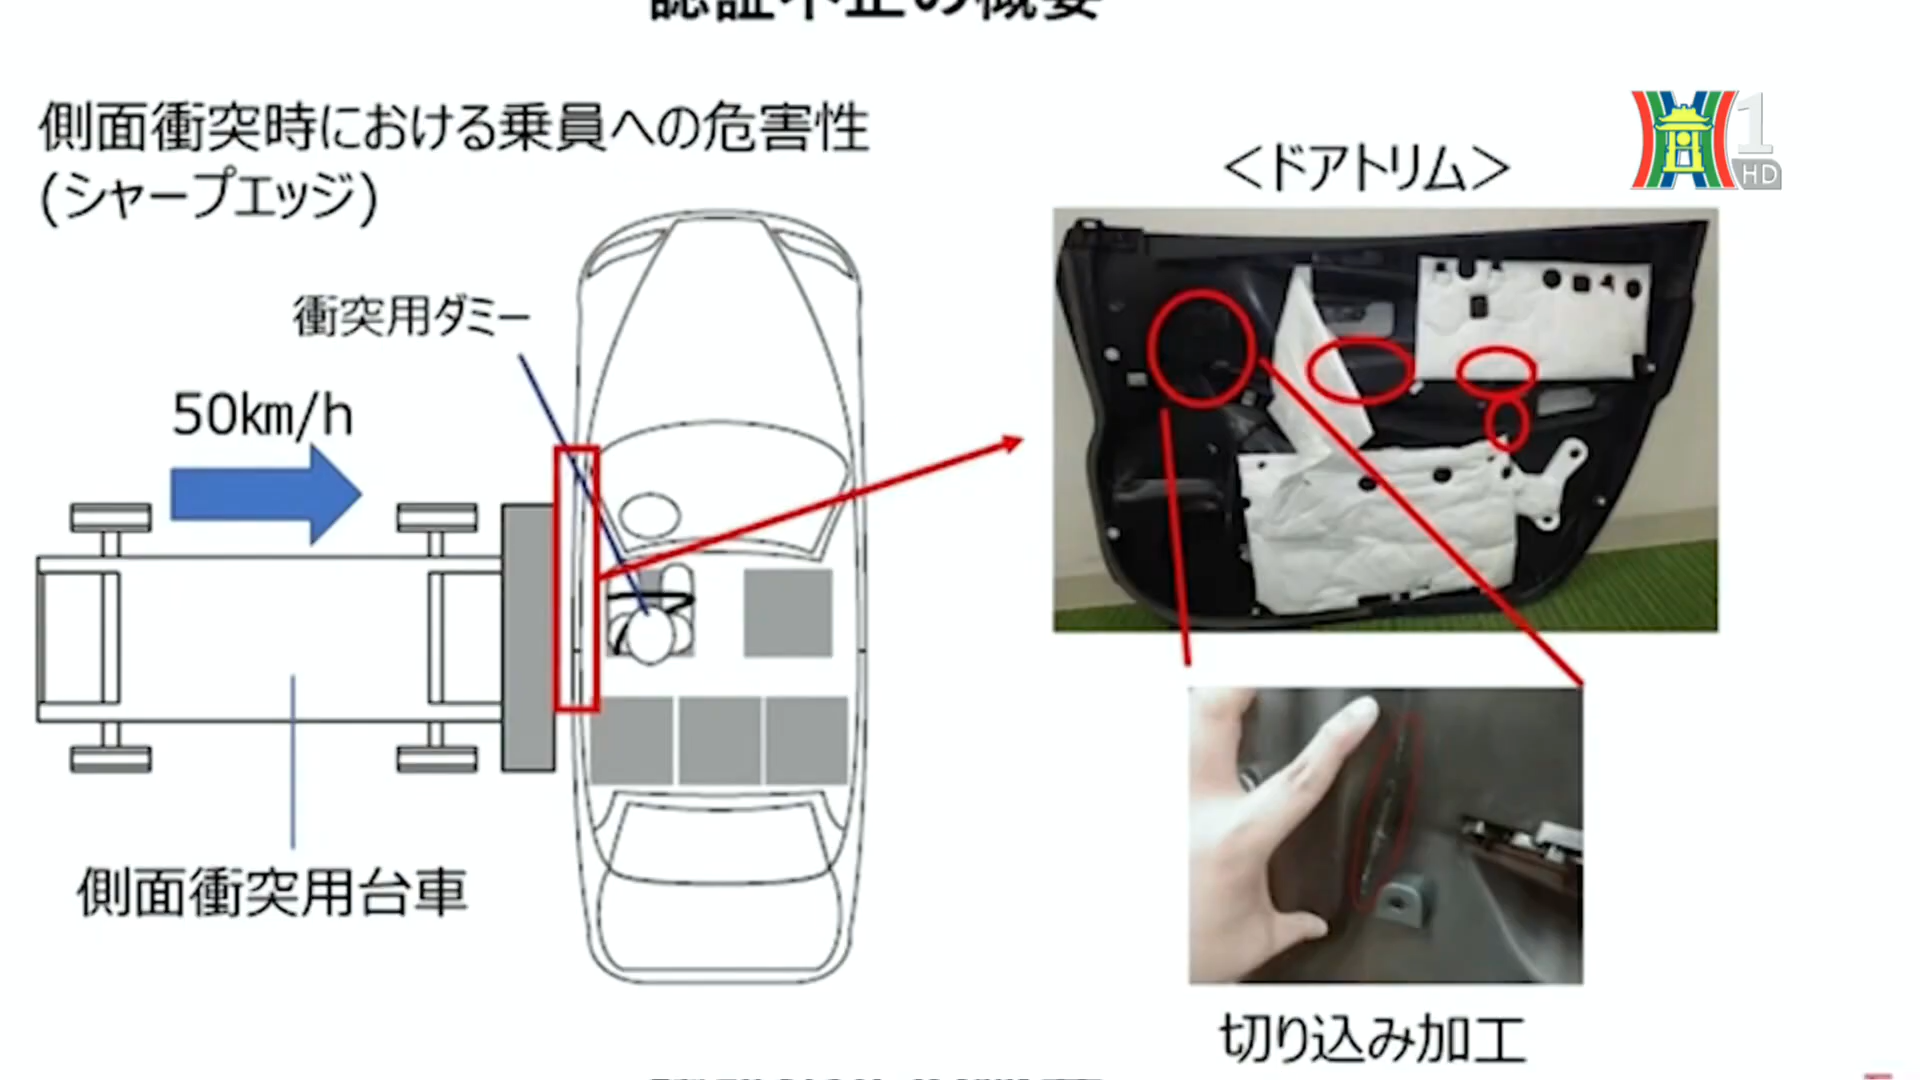 認証不正の概要
側面衝突時における乗員への危害性
(シャープエッジ)
<ドアトリム>
1
HD
衝突用ダミー
50km/h
側面衝突用台車
切り込み加工